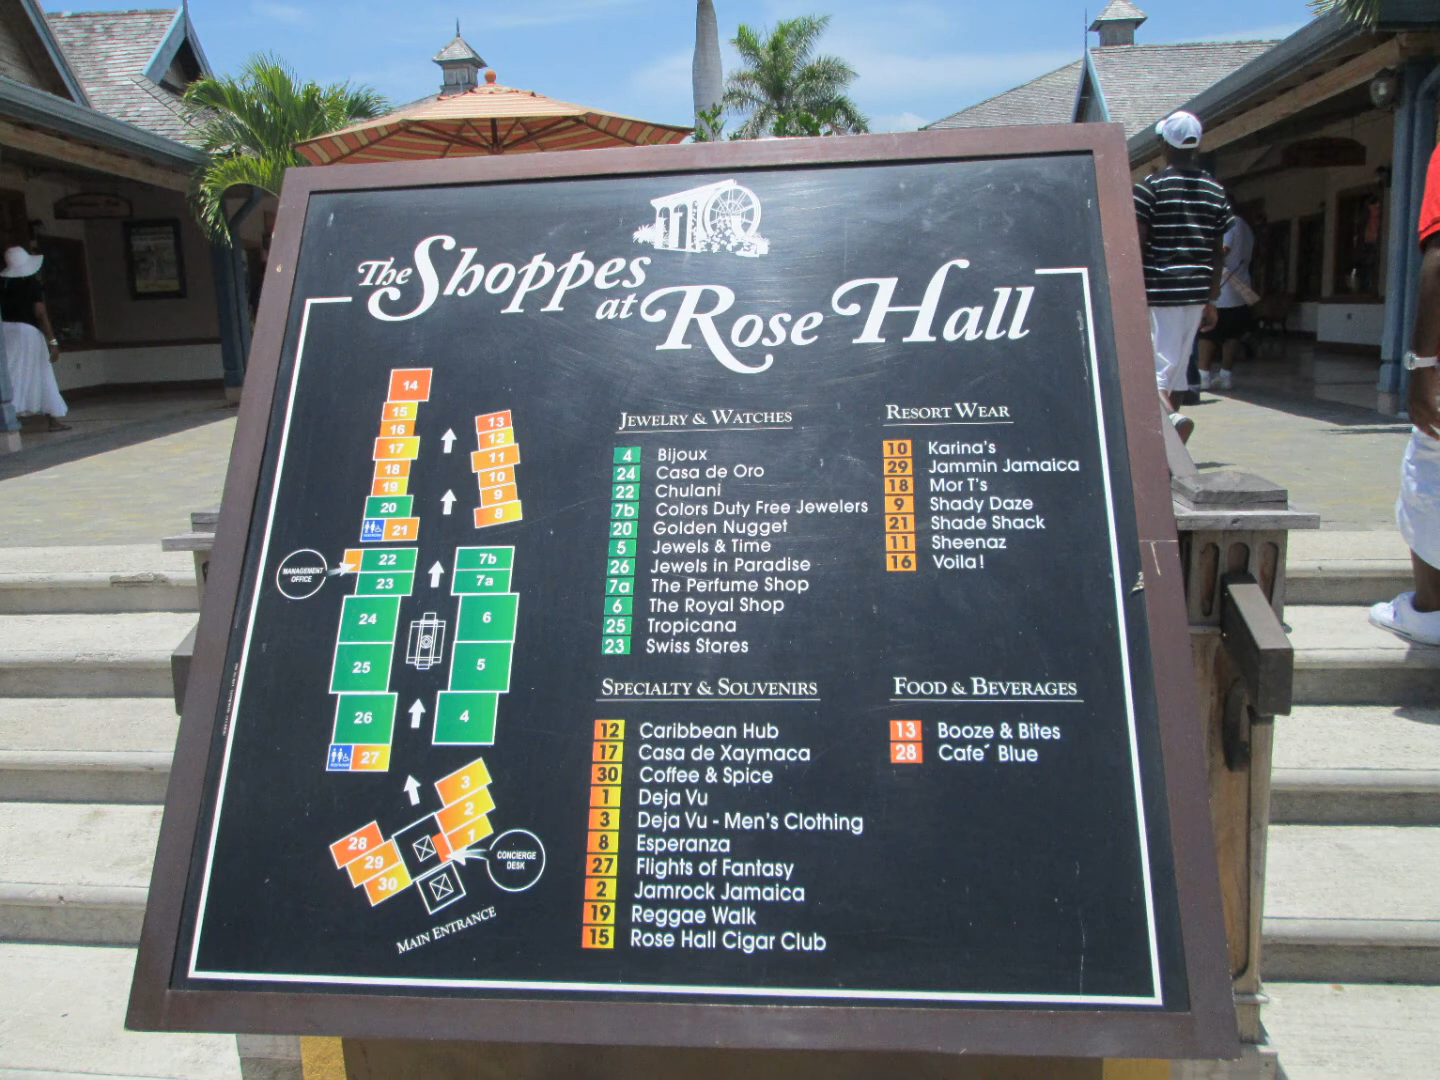 The Shoppes
at Rose Hall
14
15
16
17
18
19
20
21
13
12
11
10
9
8
MANAGEMENT
OFFICE
22
23
24
25
26
27
7b
7a
6
5
4
3
2
1
28
29
30
CONCIERGE
DESK
MAIN ENTRANCE
JEWELRY & WATCHES
4 Bijoux
24 Casa de Oro
22 Chulani
7b Colors Duty Free Jewelers
20 Golden Nugget
5 Jewels & Time
26 Jewels in Paradise
7a The Perfume Shop
6 The Royal Shop
25 Tropicana
23 Swiss Stores
RESORT WEAR
10 Karina's
29 Jammin Jamaica
18 Mor T's
9 Shady Daze
21 Shade Shack
11 Sheenaz
16 Voila!
SPECIALTY & SOUVENIRS
12 Caribbean Hub
17 Casa de Xaymaca
30 Coffee & Spice
1 Deja Vu
3 Deja Vu - Men's Clothing
8 Esperanza
27 Flights of Fantasy
2 Jamrock Jamaica
19 Reggae Walk
15 Rose Hall Cigar Club
FOOD & BEVERAGES
13 Booze & Bites
28 Cafe´ Blue